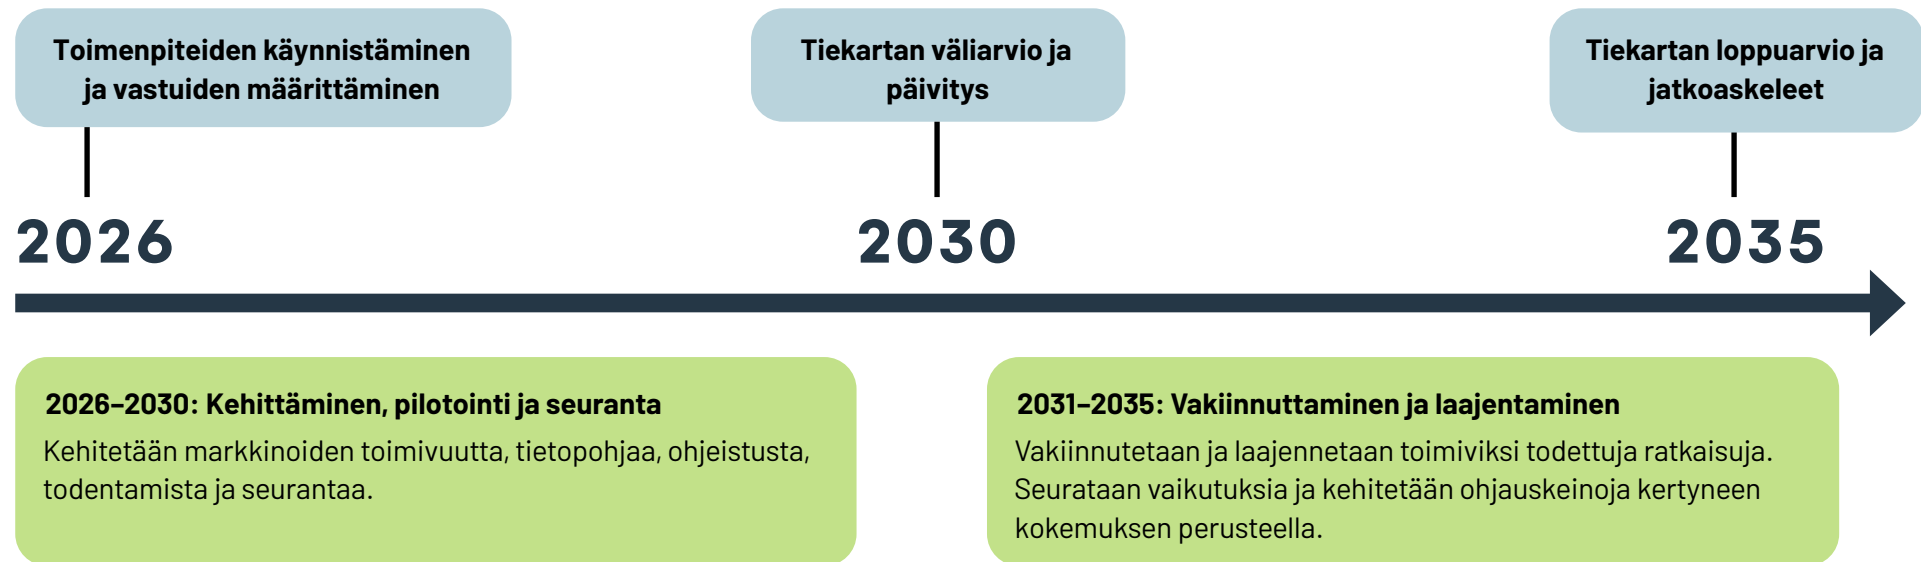 Toimenpiteiden käynnistäminen
ja vastuiden määrittäminen
Tiekartan väliarvio ja
päivitys
Tiekartan loppuarvio ja
jatkoaskeleet
2026
2030
2035
2026–2030: Kehittäminen, pilotointi ja seuranta
Kehitetään markkinoiden toimivuutta, tietopohjaa, ohjeistusta,
todentamista ja seurantaa.
2031–2035: Vakiinnuttaminen ja laajentaminen
Vakiinnutetaan ja laajennetaan toimiviksi todettuja ratkaisuja.
Seurataan vaikutuksia ja kehitetään ohjauskeinoja kertyneen
kokemuksen perusteella.